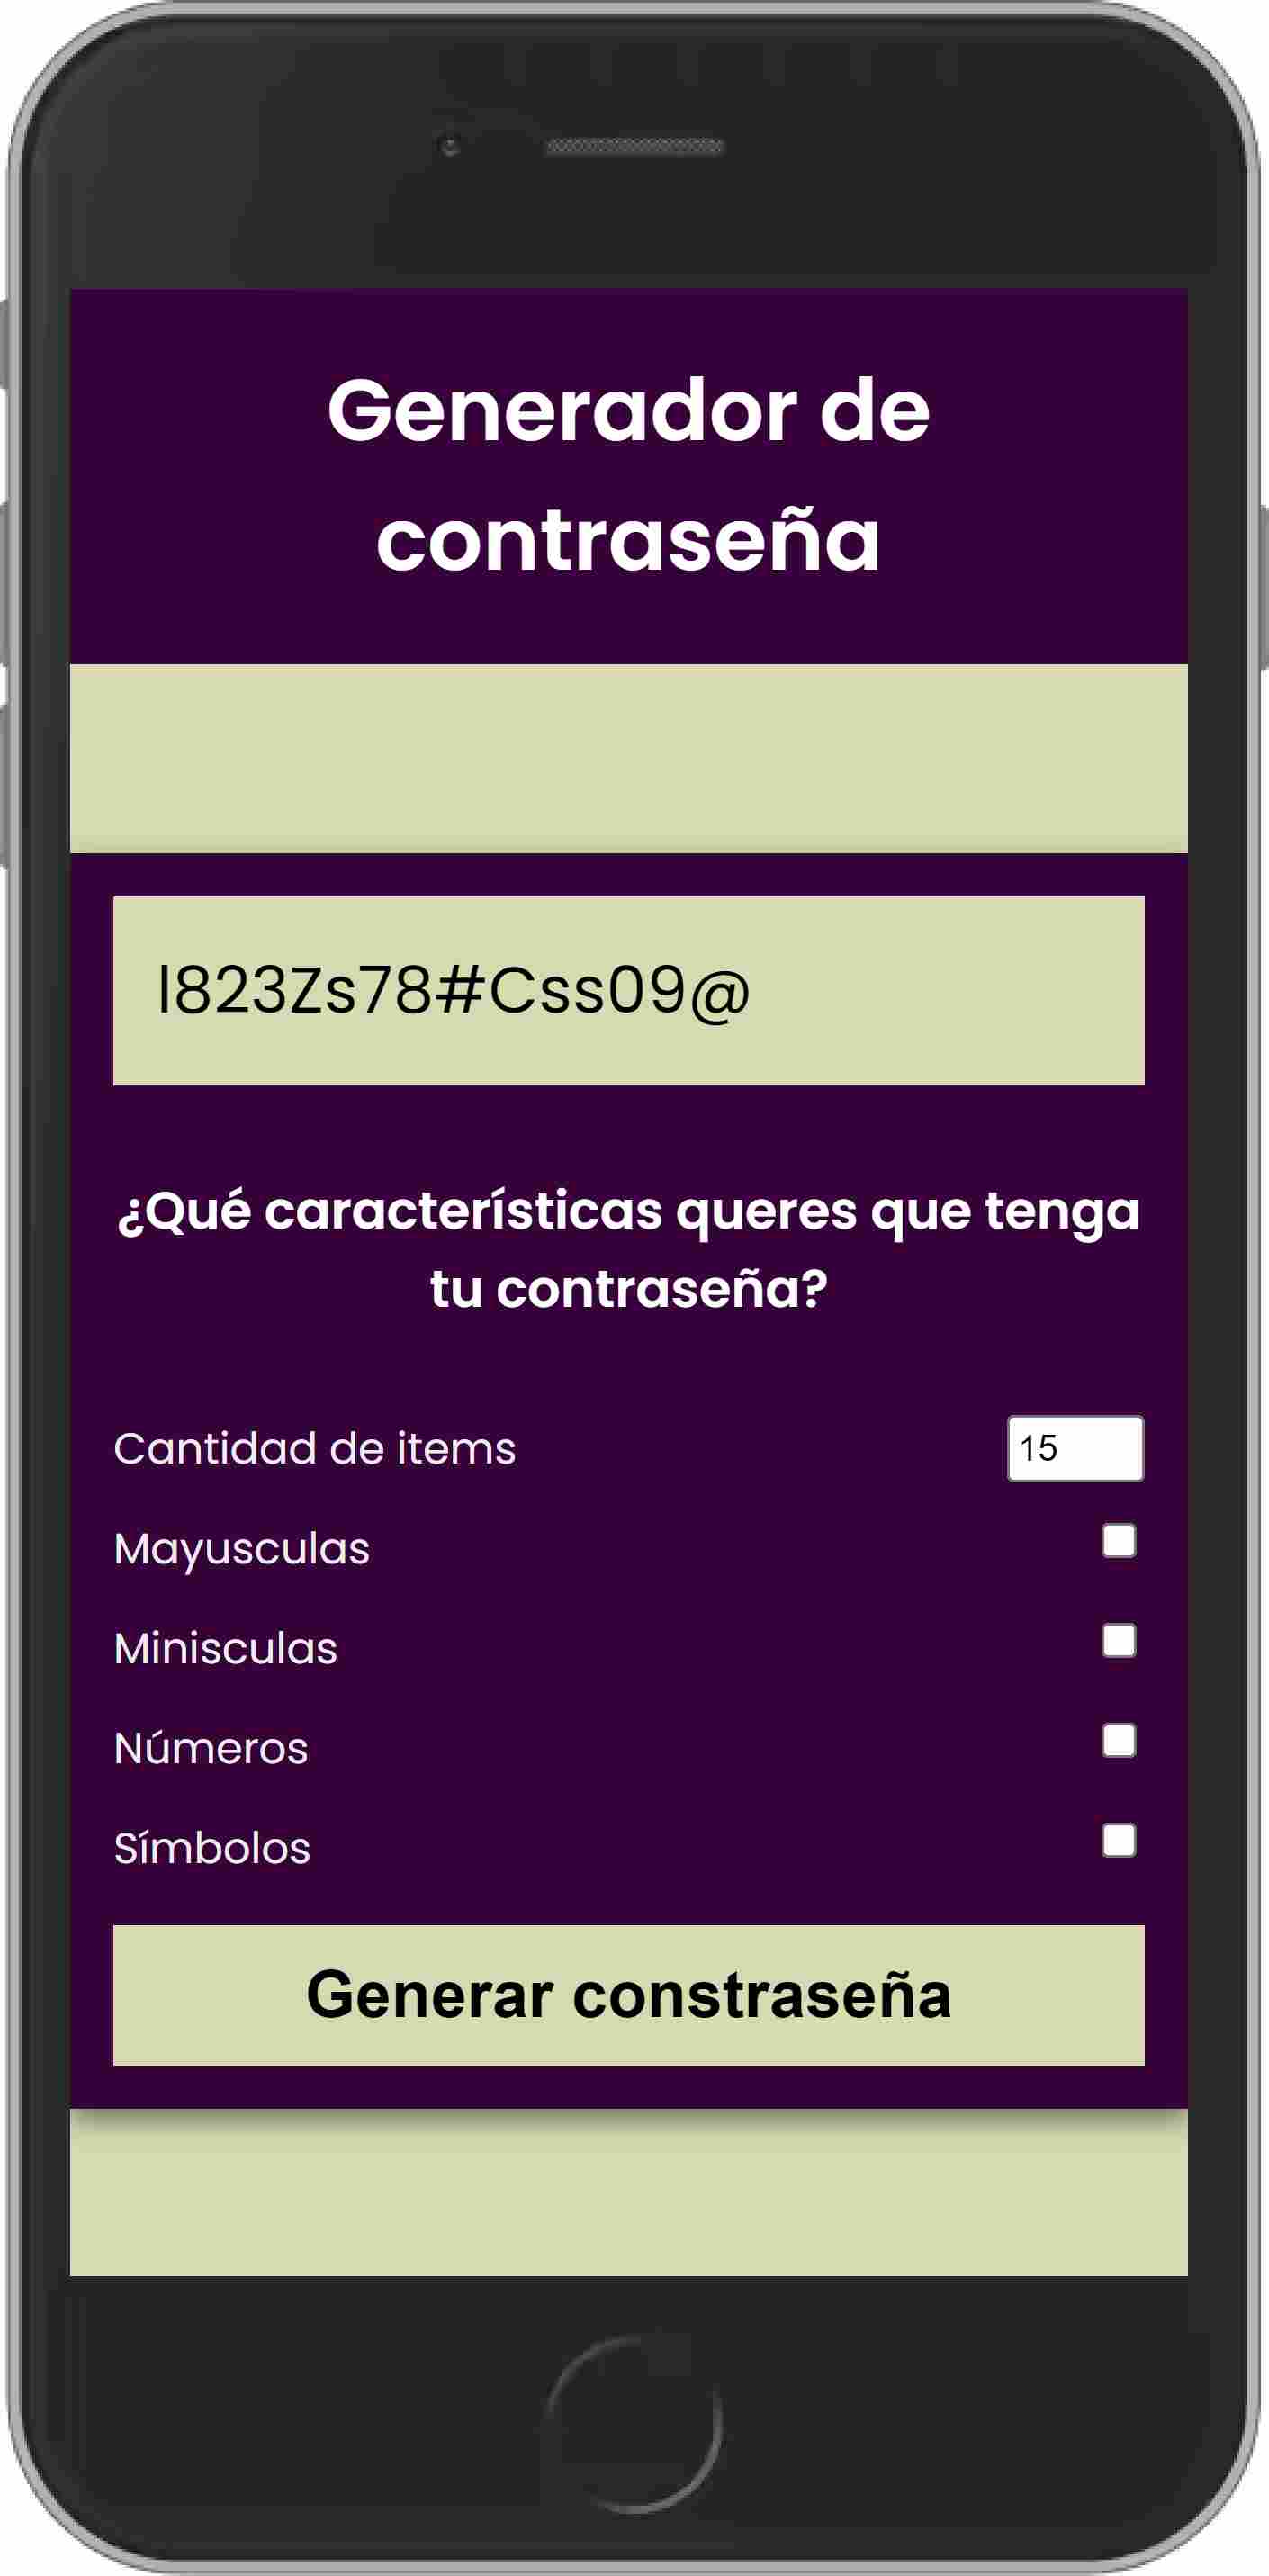 Generador de
contraseña
l823Zs78#Css09@
¿Qué características queres que tenga
tu contraseña?
Cantidad de items
15
Mayusculas
Minisculas
Números
Símbolos
Generar constraseña